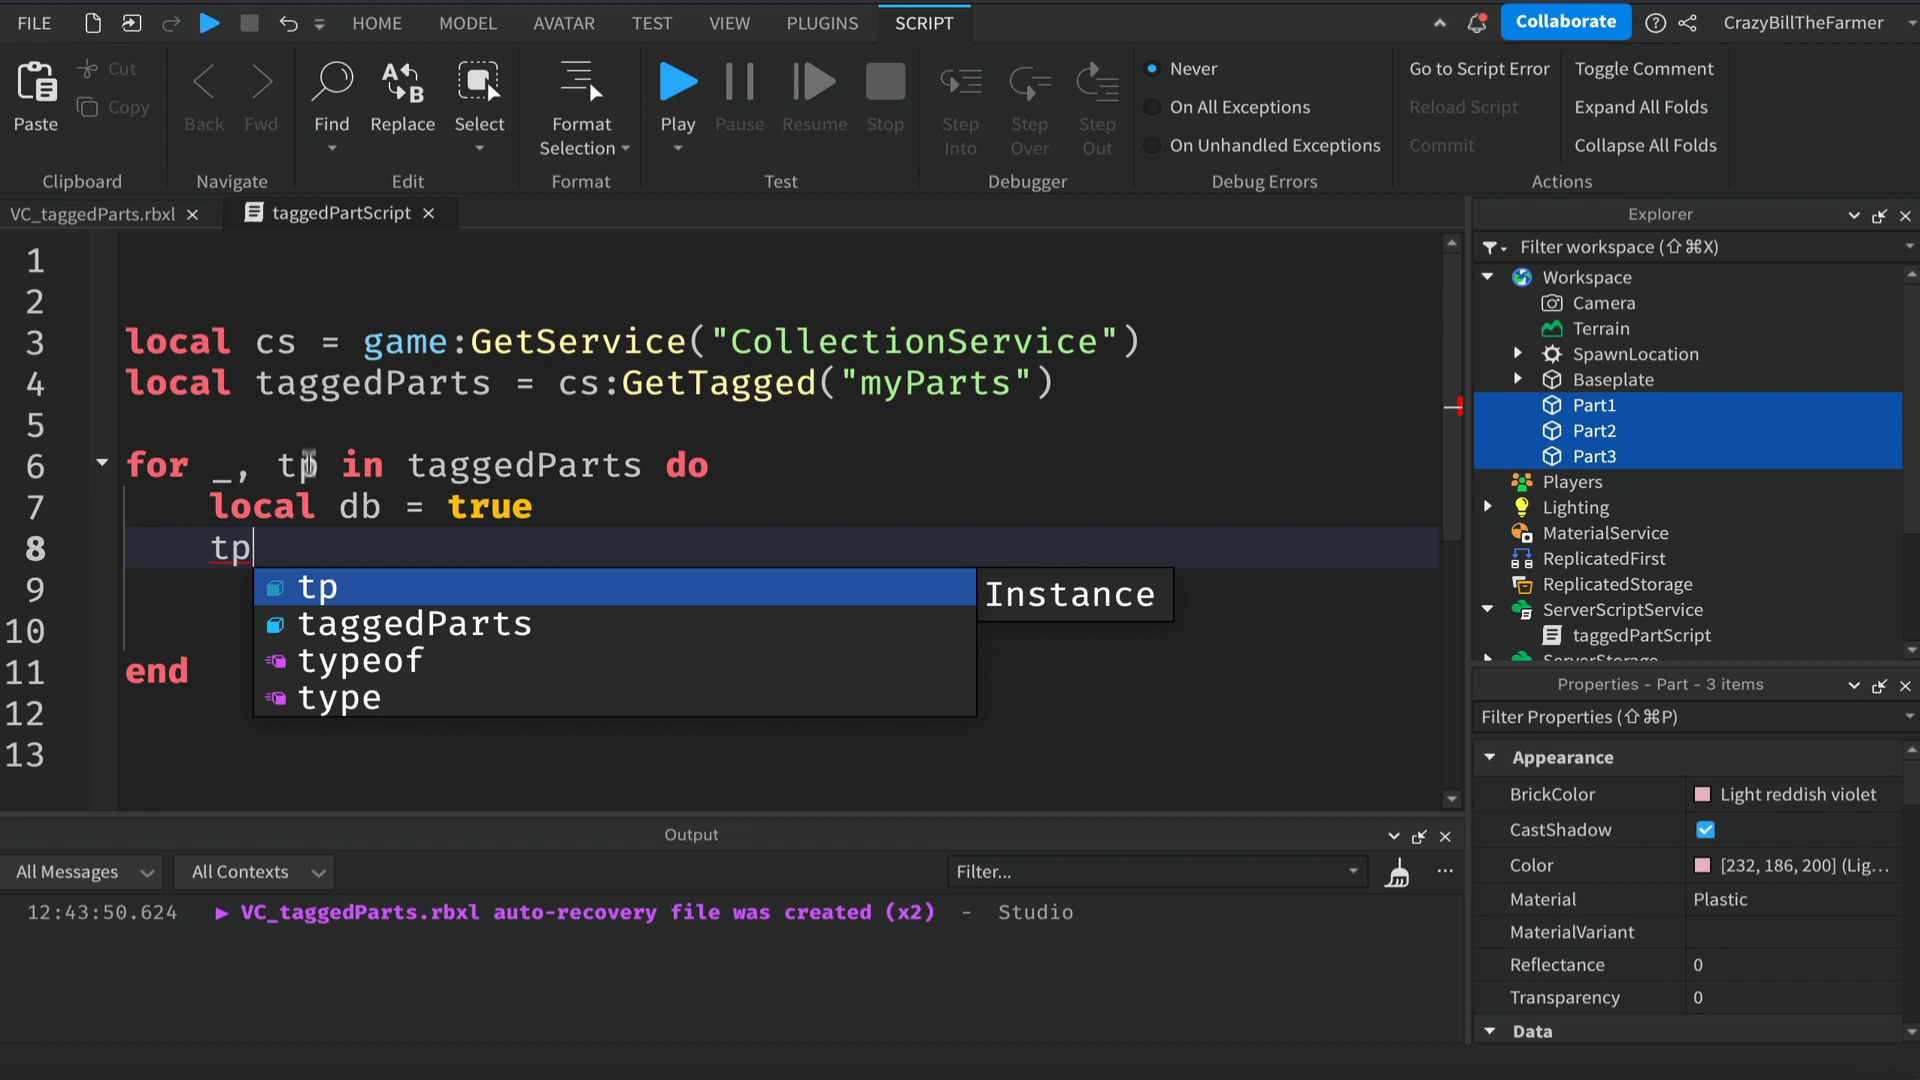 FILE HOME MODEL AVATAR TEST VIEW PLUGINS SCRIPT Collaborate CrazyBillTheFarmer
Paste Cut Copy
Clipboard
Back Fwd
Navigate
Find Replace Select
Edit
Format Selection
Format
Play Pause Resume Stop
Test
Step Into Step Over Step Out
Debugger
Never
On All Exceptions
On Unhandled Exceptions
Debug Errors
Go to Script Error Toggle Comment
Reload Script Expand All Folds
Commit Collapse All Folds
Actions
VC_taggedParts.rbxl taggedPartScript
1
2
3 local cs = game:GetService("CollectionService")
4 local taggedParts = cs:GetTagged("myParts")
5
6 for _, tp in taggedParts do
7 local db = true
8 tp
9
10
11 end
12
13
tp Instance
taggedParts
typeof
type
Explorer
Filter workspace (⇧⌘X)
Workspace
Camera
Terrain
SpawnLocation
Baseplate
Part1
Part2
Part3
Players
Lighting
MaterialService
ReplicatedFirst
ReplicatedStorage
ServerScriptService
taggedPartScript
ServerStorage
Properties - Part - 3 items
Filter Properties (⇧⌘P)
Appearance
BrickColor Light reddish violet
CastShadow
Color [232, 186, 200] (Lig...
Material Plastic
MaterialVariant
Reflectance 0
Transparency 0
Data
Output
All Messages All Contexts Filter... ...
12:43:50.624 VC_taggedParts.rbxl auto-recovery file was created (x2) - Studio